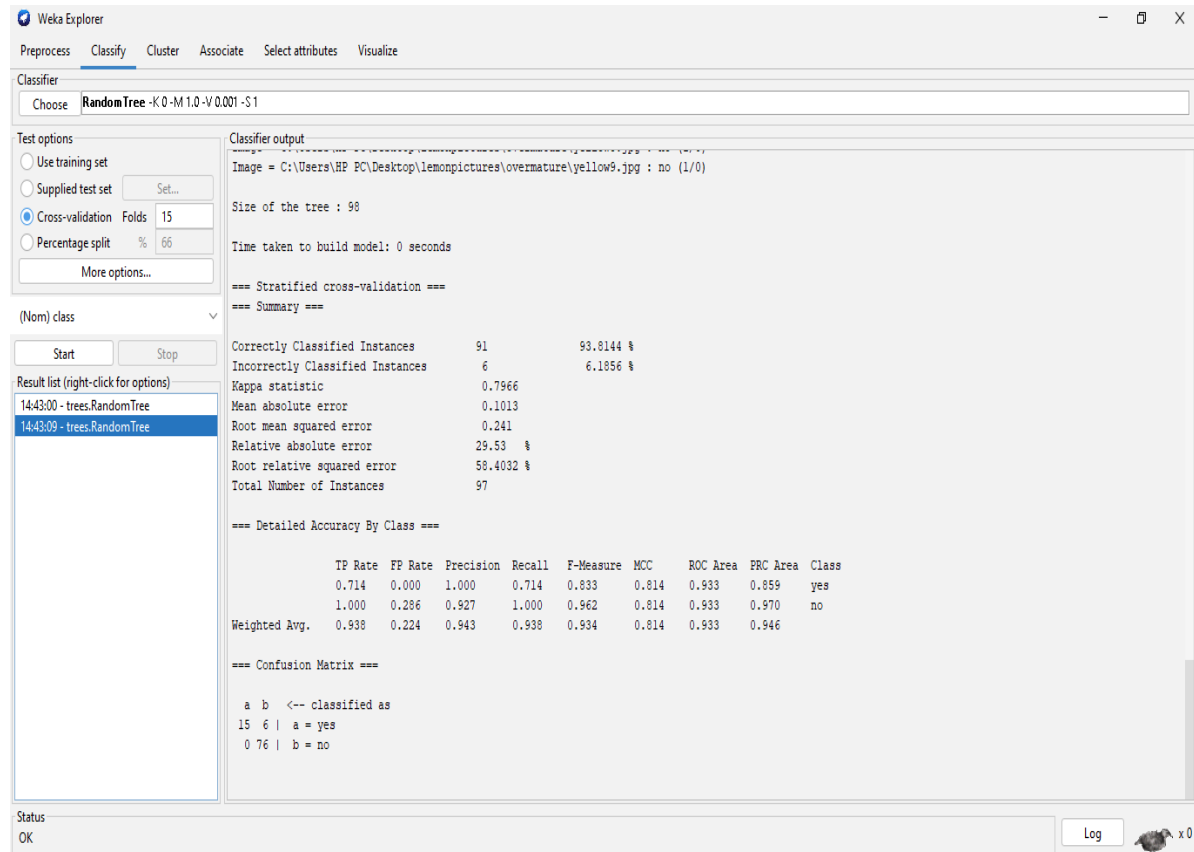 Weka Explorer
Preprocess Classify Cluster Associate Select attributes Visualize
Classifier
Choose RandomTree -K 0 -M 1.0 -V 0.001 -S 1
Test options
Use training set
Supplied test set Set...
Cross-validation Folds 15
Percentage split % 66
More options...
(Nom) class
Start Stop
Result list (right-click for options)
14:43:00 - trees.RandomTree
14:43:09 - trees.RandomTree
Classifier output
Image = C:\Users\HP PC\Desktop\lemonpictures\overmature\yellow9.jpg : no (1/0)
Size of the tree : 98
Time taken to build model: 0 seconds
=== Stratified cross-validation ===
=== Summary ===
Correctly Classified Instances 91 93.8144 %
Incorrectly Classified Instances 6 6.1856 %
Kappa statistic 0.7966
Mean absolute error 0.1013
Root mean squared error 0.241
Relative absolute error 29.53 %
Root relative squared error 58.4032 %
Total Number of Instances 97
=== Detailed Accuracy By Class ===
TP Rate FP Rate Precision Recall F-Measure MCC ROC Area PRC Area Class
0.714 0.000 1.000 0.714 0.833 0.814 0.933 0.859 yes
1.000 0.286 0.927 1.000 0.962 0.814 0.933 0.970 no
Weighted Avg. 0.938 0.224 0.943 0.938 0.934 0.814 0.933 0.946
=== Confusion Matrix ===
a b <-- classified as
15 6 | a = yes
0 76 | b = no
Status
OK
Log x 0